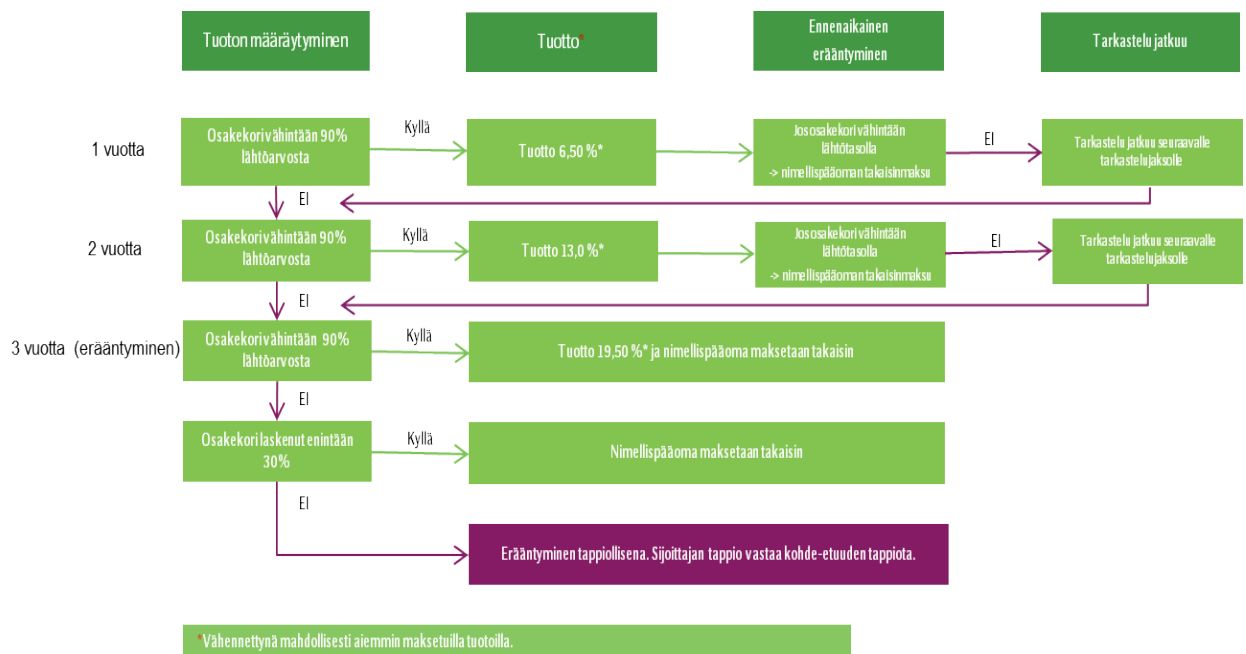 Tuoton määräytyminen
Tuotto*
Ennenaikainen
erääntyminen
Tarkastelu jatkuu
1 vuotta
Osakekori vähintään 90%
lähtöarvosta
Kyllä
Tuotto 6,50 %*
Jos osakekori vähintään
lähtötasolla
-> nimellispääoman takaisinmaksu
EI
Tarkastelu jatkuu seuraavalle
tarkastelujaksolle
EI
2 vuotta
Osakekori vähintään 90%
lähtöarvosta
Kyllä
Tuotto 13,0 %*
Jos osakekori vähintään
lähtötasolla
-> nimellispääoman takaisinmaksu
EI
Tarkastelu jatkuu seuraavalle
tarkastelujaksolle
EI
3 vuotta (erääntyminen)
Osakekori vähintään 90%
lähtöarvosta
Kyllä
Tuotto 19,50 %* ja nimellispääoma maksetaan takaisin
EI
Osakekori laskenut enintään
30%
Kyllä
Nimellispääoma maksetaan takaisin
EI
Erääntyminen tappiollisena. Sijoittajan tappio vastaa kohde-etuuden tappiota.
*Vähennettynä mahdollisesti aiemmin maksetuilla tuotoilla.